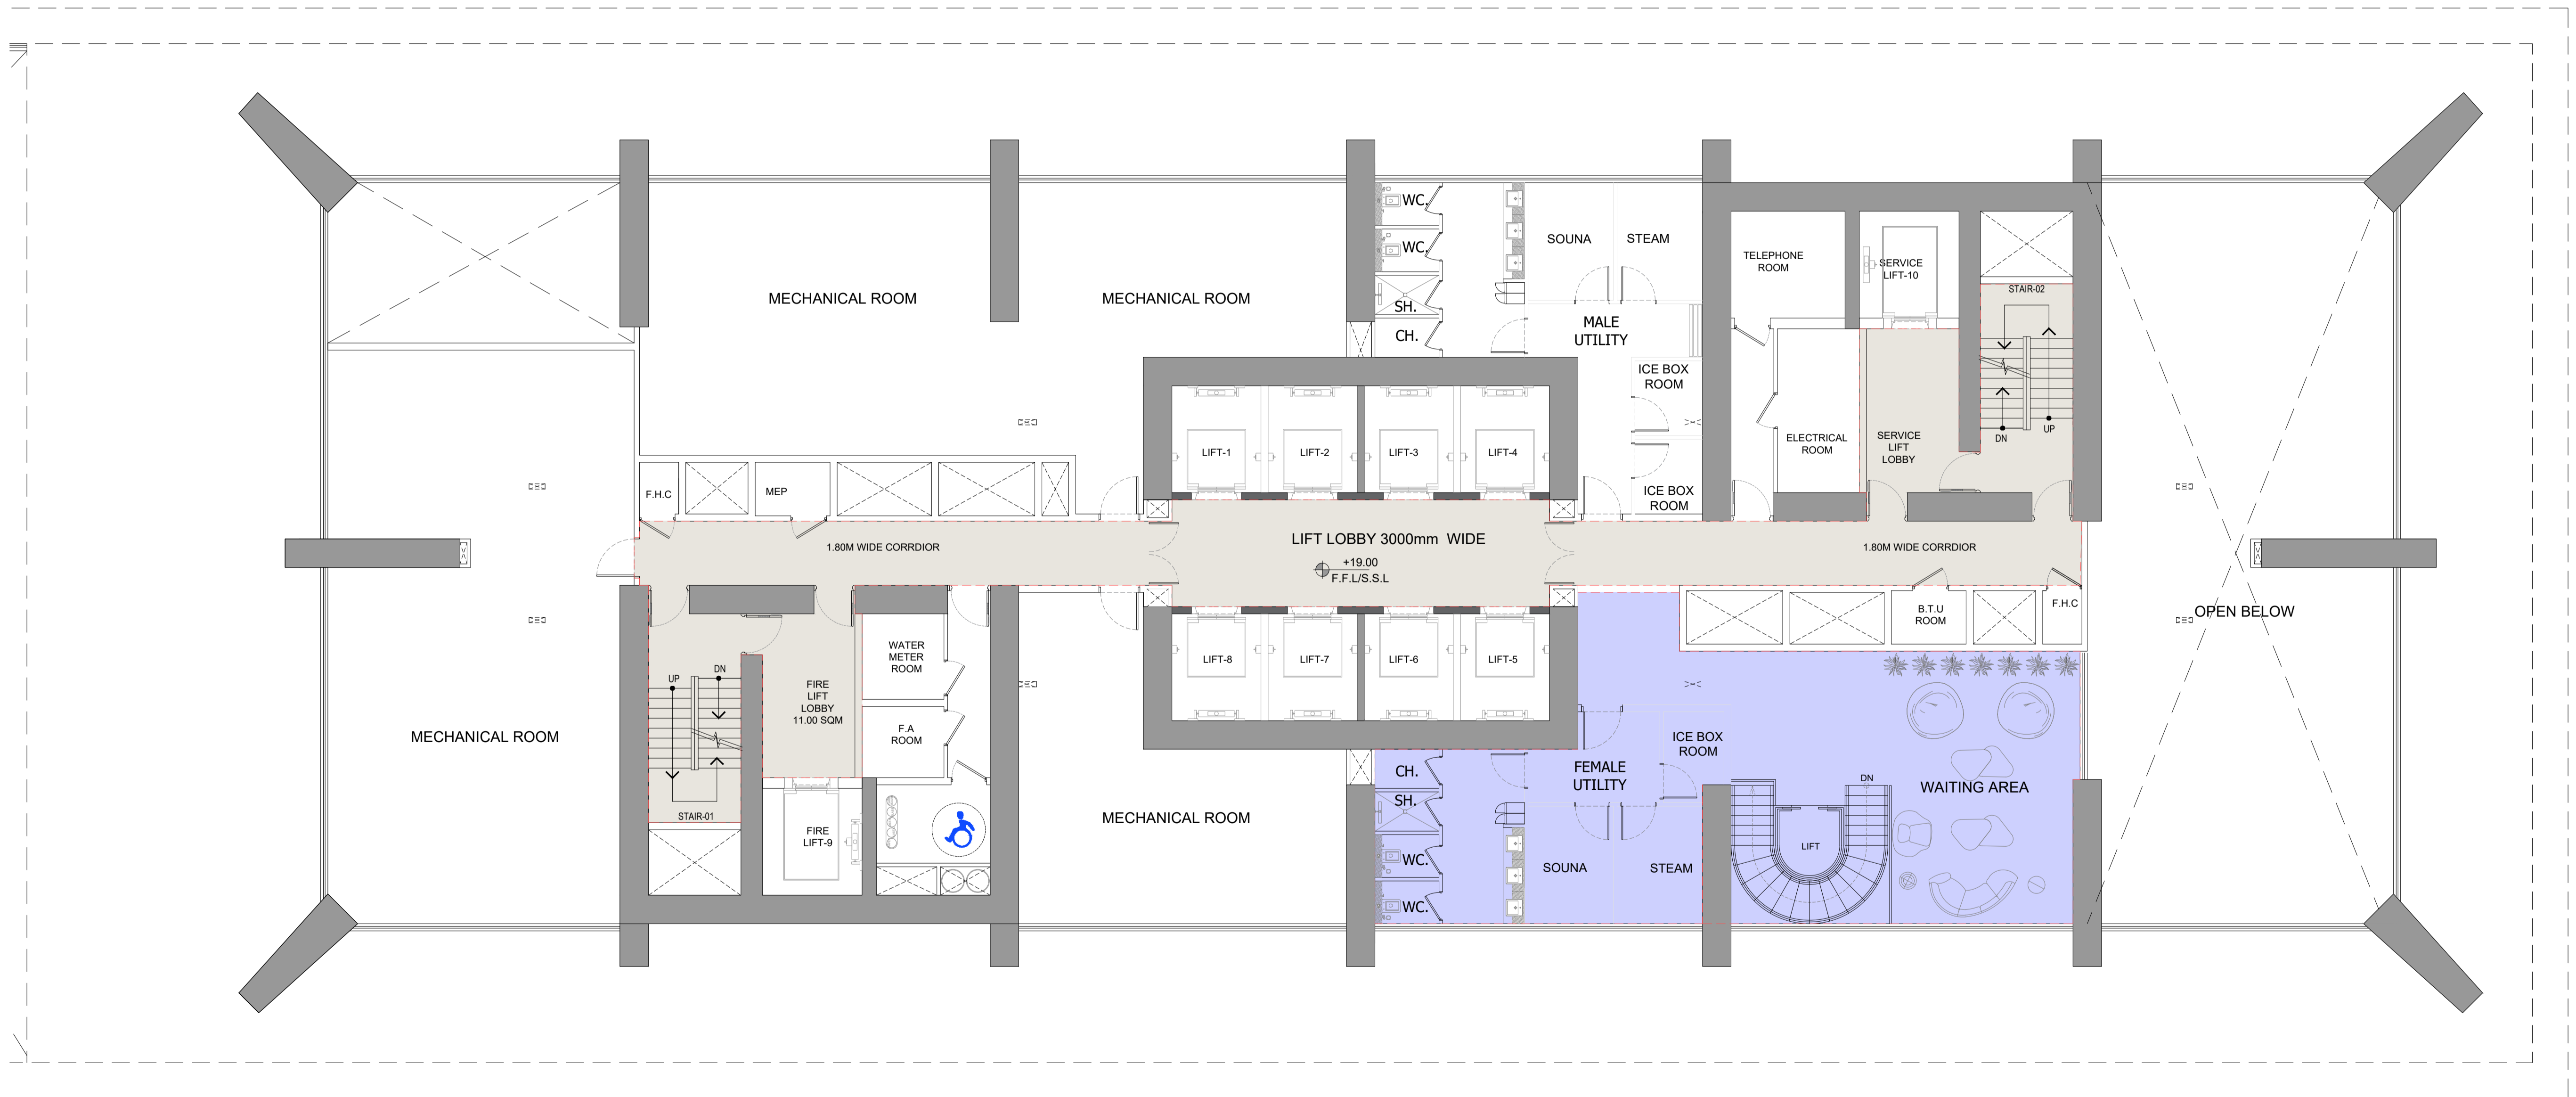 WC.
WC.
SOUNA
STEAM
TELEPHONE
ROOM
SERVICE
LIFT-10
STAIR-02
MECHANICAL ROOM
MECHANICAL ROOM
SH.
CH.
MALE
UTILITY
ICE BOX
ROOM
LIFT-1
LIFT-2
LIFT-3
LIFT-4
ELECTRICAL
ROOM
SERVICE
LIFT
LOBBY
DN
UP
F.H.C
MEP
ICE BOX
ROOM
1.80M WIDE CORRDIOR
LIFT LOBBY 3000mm WIDE
+19.00
F.F.L/S.S.L
1.80M WIDE CORRDIOR
B.T.U
ROOM
F.H.C
OPEN BELOW
WATER
METER
ROOM
LIFT-8
LIFT-7
LIFT-6
LIFT-5
UP
DN
FIRE
LIFT
LOBBY
11.00 SQM
F.A
ROOM
MECHANICAL ROOM
ICE BOX
ROOM
CH.
FEMALE
UTILITY
DN
WAITING AREA
SH.
STAIR-01
MECHANICAL ROOM
FIRE
LIFT-9
LIFT
WC.
SOUNA
STEAM
WC.